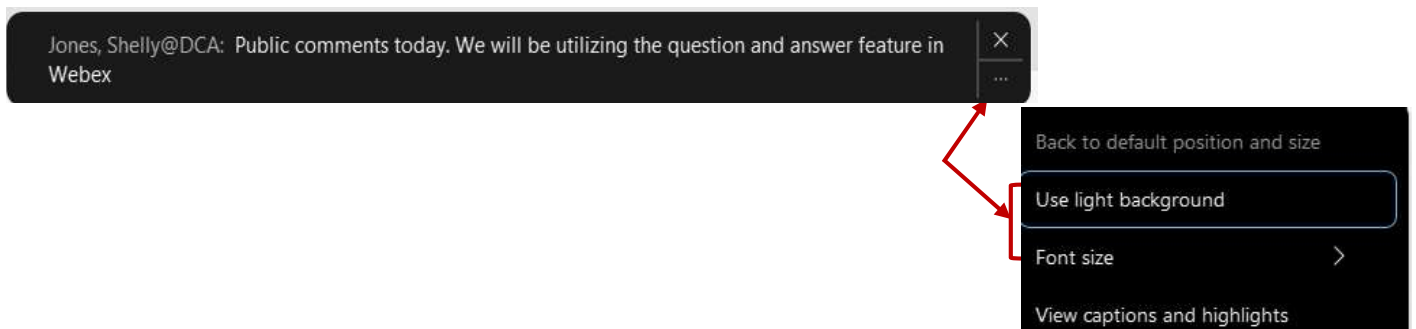 Jones, Shelly@DCA: Public comments today. We will be utilizing the question and answer feature in
Webex
Back to default position and size
Use light background
Font size
View captions and highlights